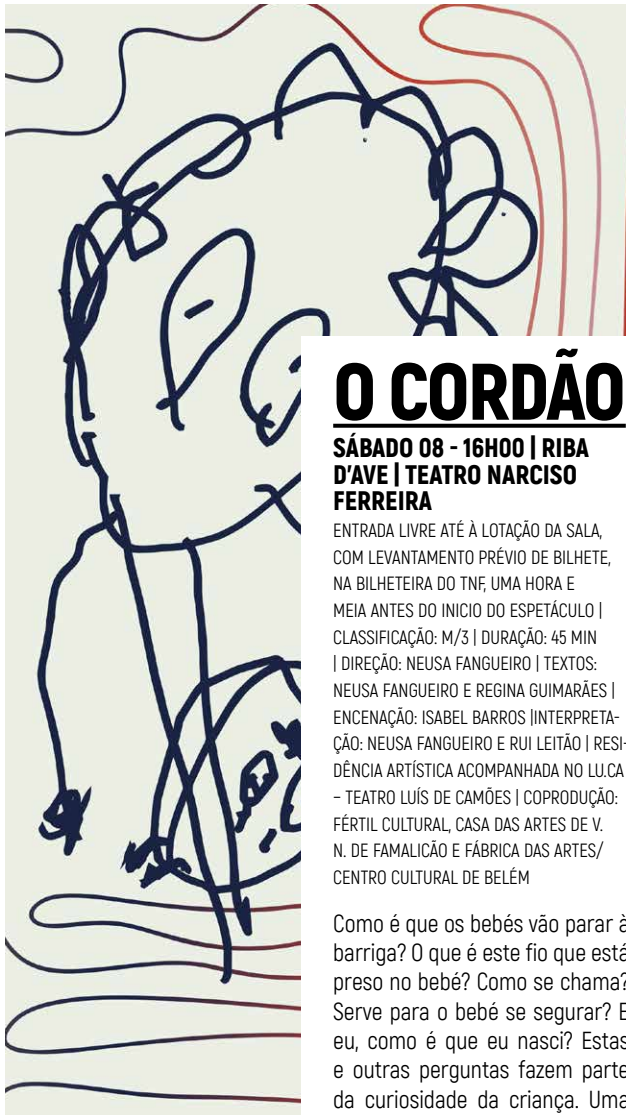 O CORDÃO
SÁBADO 08 - 16H00 | RIBA
D'AVE | TEATRO NARCISO
FERREIRA
ENTRADA LIVRE ATÉ À LOTAÇÃO DA SALA,
COM LEVANTAMENTO PRÉVIO DE BILHETE,
NA BILHETEIRA DO TNF, UMA HORA E
MEIA ANTES DO INICIO DO ESPETÁCULO |
CLASSIFICAÇÃO: M/3 | DURAÇÃO: 45 MIN
| DIREÇÃO: NEUSA FANGUEIRO | TEXTOS:
NEUSA FANGUEIRO E REGINA GUIMARÃES |
ENCENAÇÃO: ISABEL BARROS |INTERPRETA-
ÇÃO: NEUSA FANGUEIRO E RUI LEITÃO | RESI-
DÊNCIA ARTÍSTICA ACOMPANHADA NO LU.CA
– TEATRO LUÍS DE CAMÕES | COPRODUÇÃO:
FÉRTIL CULTURAL, CASA DAS ARTES DE V.
N. DE FAMALICÃO E FÁBRICA DAS ARTES/
CENTRO CULTURAL DE BELÉM
Como é que os bebés vão parar à
barriga? O que é este fio que está
preso no bebé? Como se chama?
Serve para o bebé se segurar? E
eu, como é que eu nasci? Estas
e outras perguntas fazem parte
da curiosidade da criança. Uma